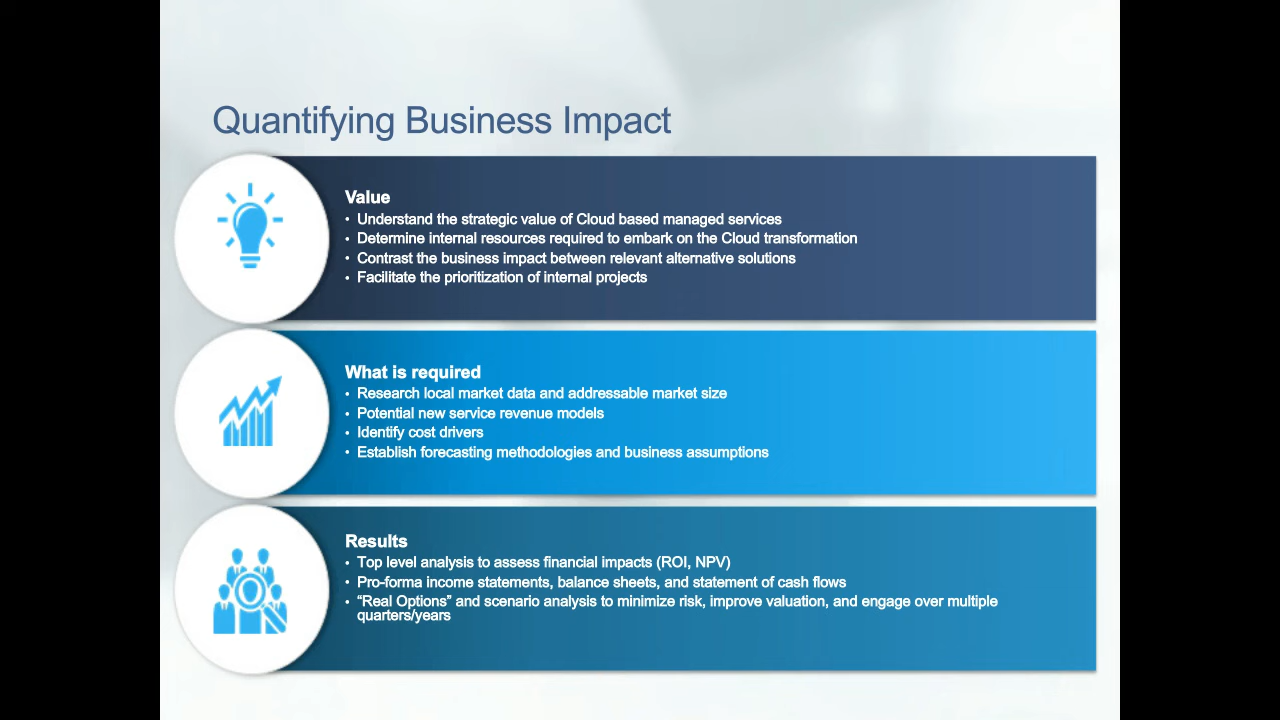 Quantifying Business Impact
Value
• Understand the strategic value of Cloud based managed services
• Determine internal resources required to embark on the Cloud transformation
• Contrast the business impact between relevant alternative solutions
• Facilitate the prioritization of internal projects
What is required
• Research local market data and addressable market size
• Potential new service revenue models
• Identify cost drivers
• Establish forecasting methodologies and business assumptions
Results
• Top level analysis to assess financial impacts (ROI, NPV)
• Pro-forma income statements, balance sheets, and statement of cash flows
• “Real Options” and scenario analysis to minimize risk, improve valuation, and engage over multiple
quarters/years